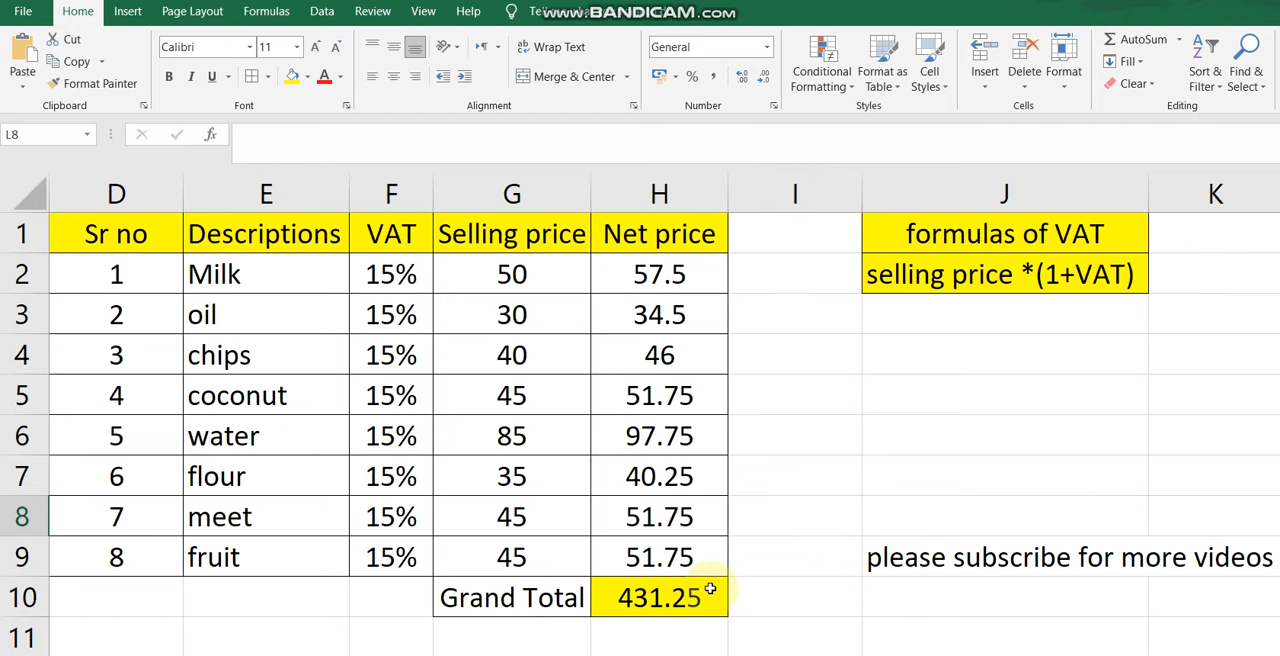 File Home Insert Page Layout Formulas Data Review View Help
www.BANDICAM.com
Cut Calibri 11 Wrap Text General AutoSum
Copy Fill
Paste Format Painter Merge & Center Conditional Formatting Format as Table Cell Styles Insert Delete Format Clear Sort & Filter Find & Select
Clipboard Font Alignment Number Styles Cells Editing
L8 fx
D E F G H I J K
1 Sr no Descriptions VAT Selling price Net price formulas of VAT
2 1 Milk 15% 50 57.5 selling price *(1+VAT)
3 2 oil 15% 30 34.5
4 3 chips 15% 40 46
5 4 coconut 15% 45 51.75
6 5 water 15% 85 97.75
7 6 flour 15% 35 40.25
8 7 meet 15% 45 51.75
9 8 fruit 15% 45 51.75 please subscribe for more videos
10 Grand Total 431.25
11